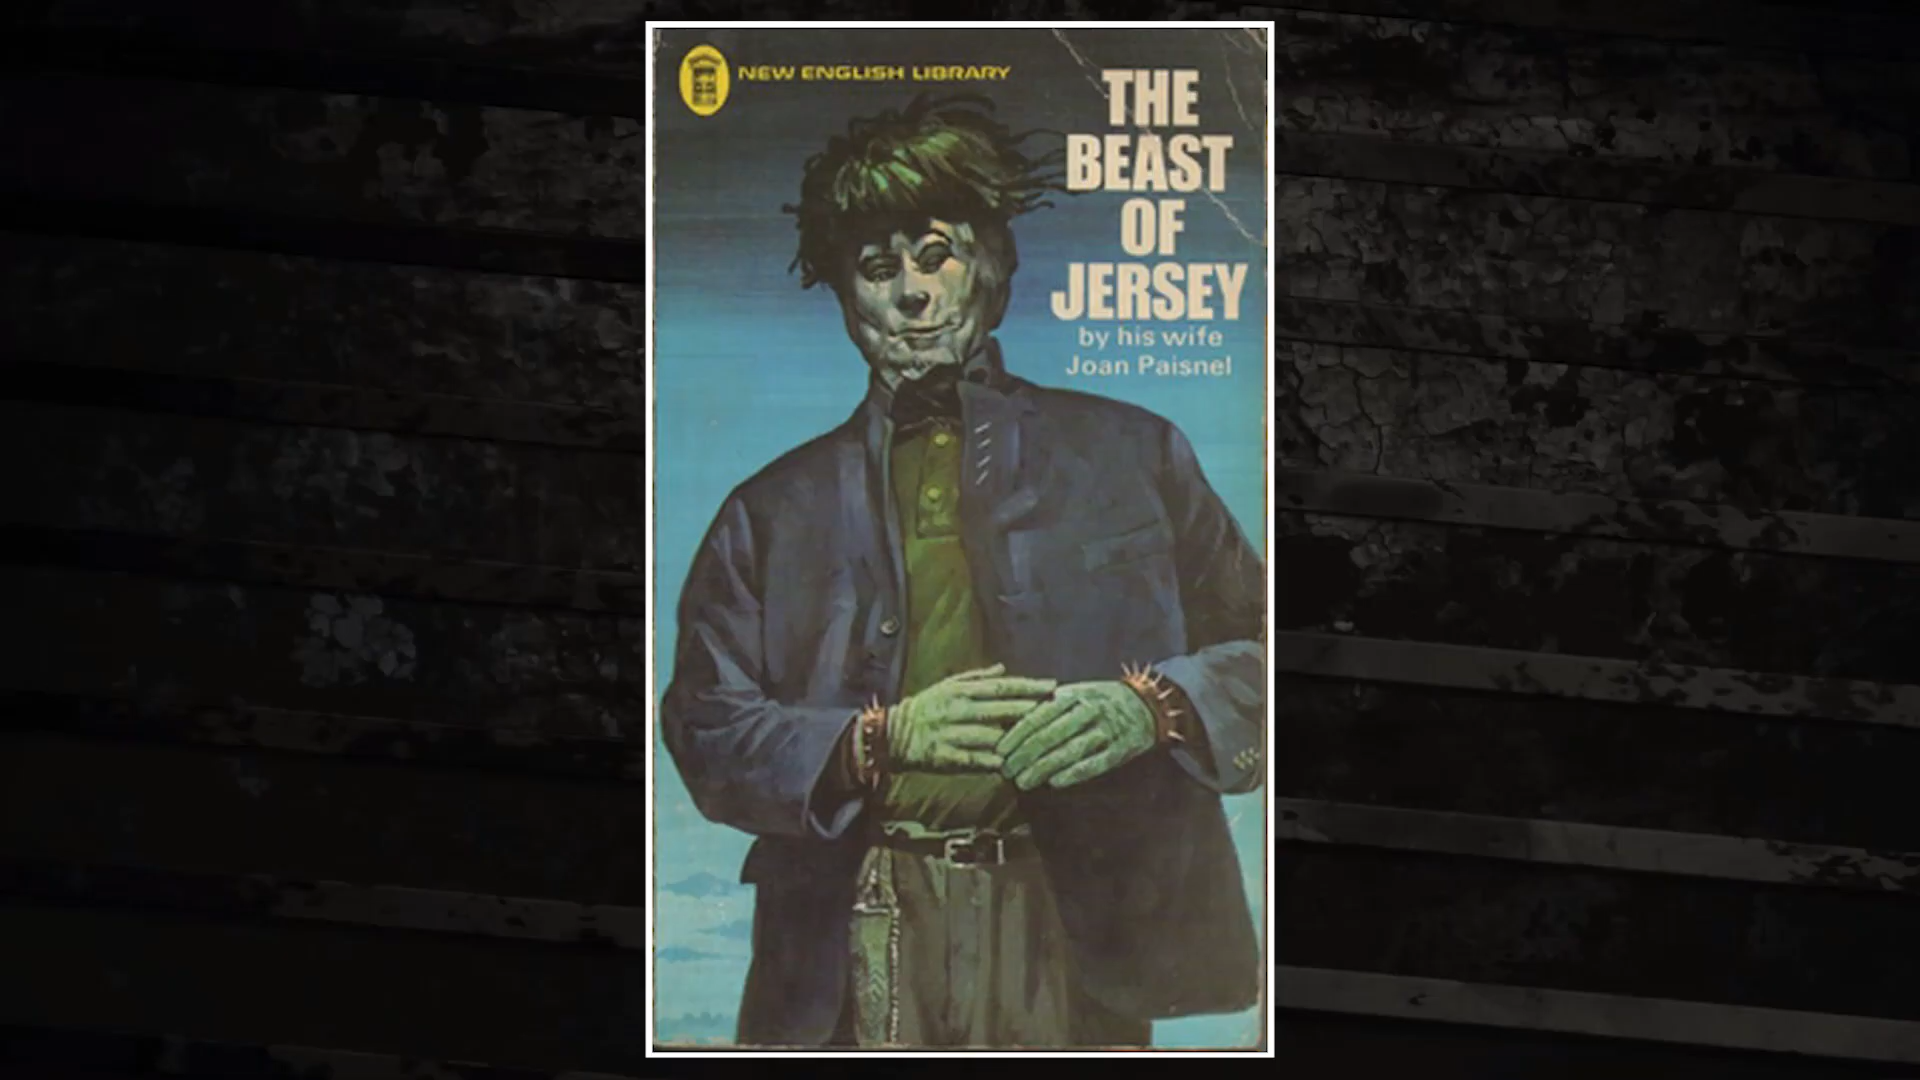 NEW ENGLISH LIBRARY
THE
BEAST
OF
JERSEY
by his wife
Joan Paisnel